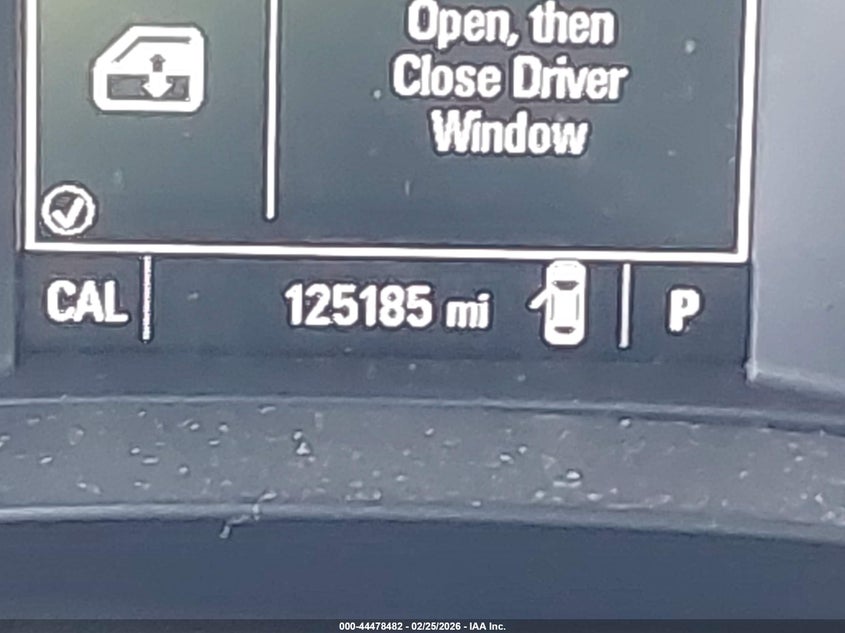 Open, then
Close Driver
Window
CAL
125185 mi
P
000-44478482 - 02/25/2026 - IAA Inc.